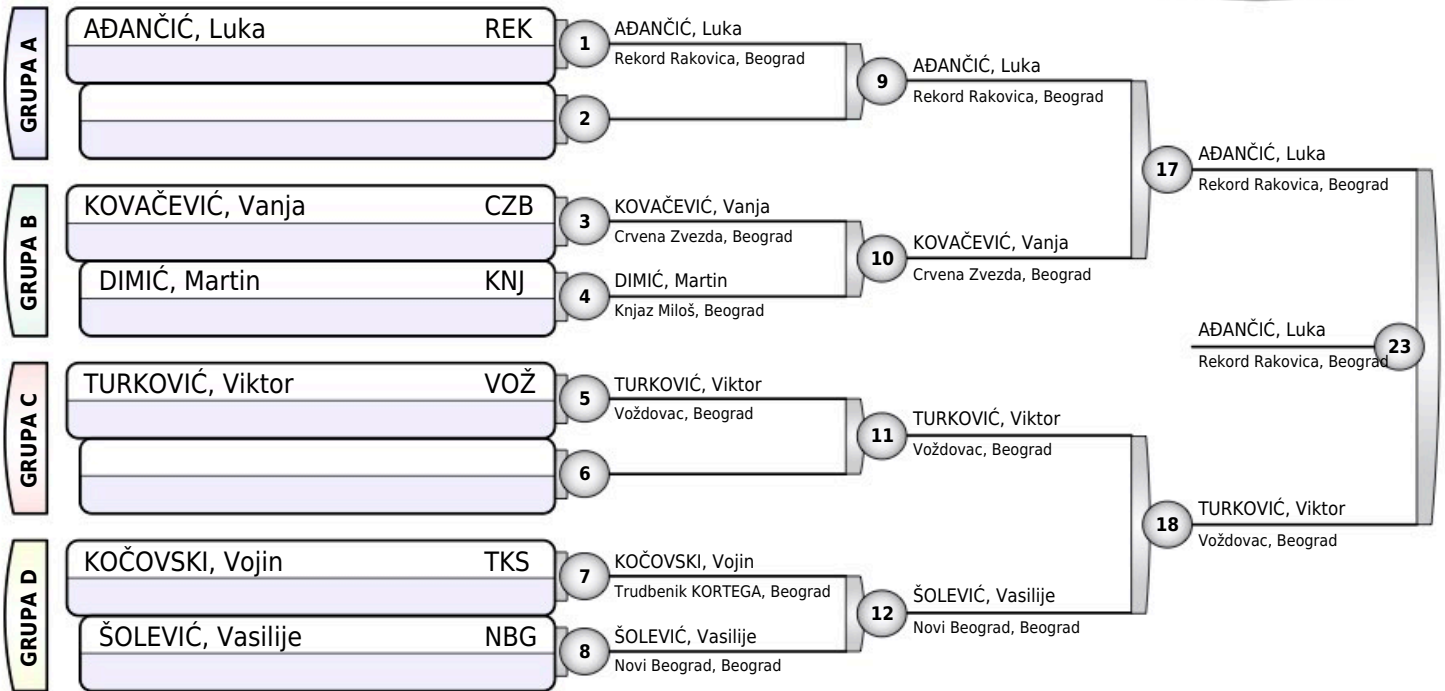 GRUPA A
AĐANČIĆ, Luka REK
1
AĐANČIĆ, Luka
Rekord Rakovica, Beograd
2
9
AĐANČIĆ, Luka
Rekord Rakovica, Beograd
GRUPA B
KOVAČEVIĆ, Vanja CZB
3
KOVAČEVIĆ, Vanja
Crvena Zvezda, Beograd
DIMIĆ, Martin KNJ
4
DIMIĆ, Martin
Knjaz Miloš, Beograd
10
KOVAČEVIĆ, Vanja
Crvena Zvezda, Beograd
17
AĐANČIĆ, Luka
Rekord Rakovica, Beograd
GRUPA C
TURKOVIĆ, Viktor VOŽ
5
TURKOVIĆ, Viktor
Voždovac, Beograd
6
11
TURKOVIĆ, Viktor
Voždovac, Beograd
GRUPA D
KOČOVSKI, Vojin TKS
7
KOČOVSKI, Vojin
Trudbenik KORTEGA, Beograd
ŠOLEVIĆ, Vasilije NBG
8
ŠOLEVIĆ, Vasilije
Novi Beograd, Beograd
12
ŠOLEVIĆ, Vasilije
Novi Beograd, Beograd
18
TURKOVIĆ, Viktor
Voždovac, Beograd
AĐANČIĆ, Luka
Rekord Rakovica, Beograd
23